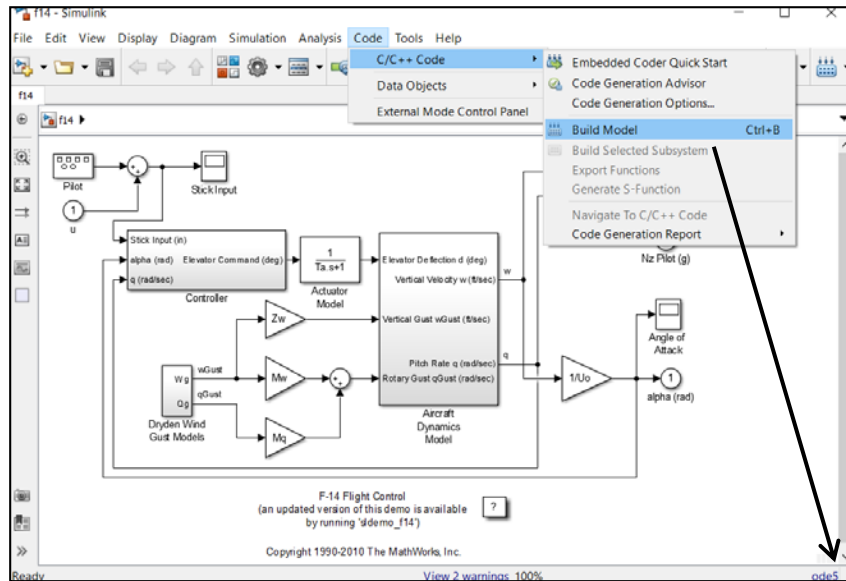 f14 - Simulink
File Edit View Display Diagram Simulation Analysis Code Tools Help
C/C++ Code
Data Objects
External Mode Control Panel
Embedded Coder Quick Start
Code Generation Advisor
Code Generation Options...
Build Model Ctrl+B
Build Selected Subsystem
Export Functions
Generate S-Function
Navigate To C/C++ Code
Code Generation Report
f14
f14
Pilot
1
u
Stick Input
Stick Input (in)
alpha (rad) Elevator Command (deg)
q (rad/sec)
Controller
1
Ta.s+1
Actuator
Model
Elevator Deflection d (deg)
Vertical Velocity w (ft/sec)
Vertical Gust wGust (ft/sec)
Pitch Rate q (rad/sec)
Rotary Gust qGust (rad/sec)
Aircraft
Dynamics
Model
w
q
Nz Pilot (g)
Angle of
Attack
1/Uo
1
alpha (rad)
Zw
Mw
Mq
wGust
Wg
qGust
Qg
Dryden Wind
Gust Models
F-14 Flight Control
(an updated version of this demo is available
by running 'sldemo_f14')
?
Copyright 1990-2010 The MathWorks, Inc.
Ready View 2 warnings 100% ode5